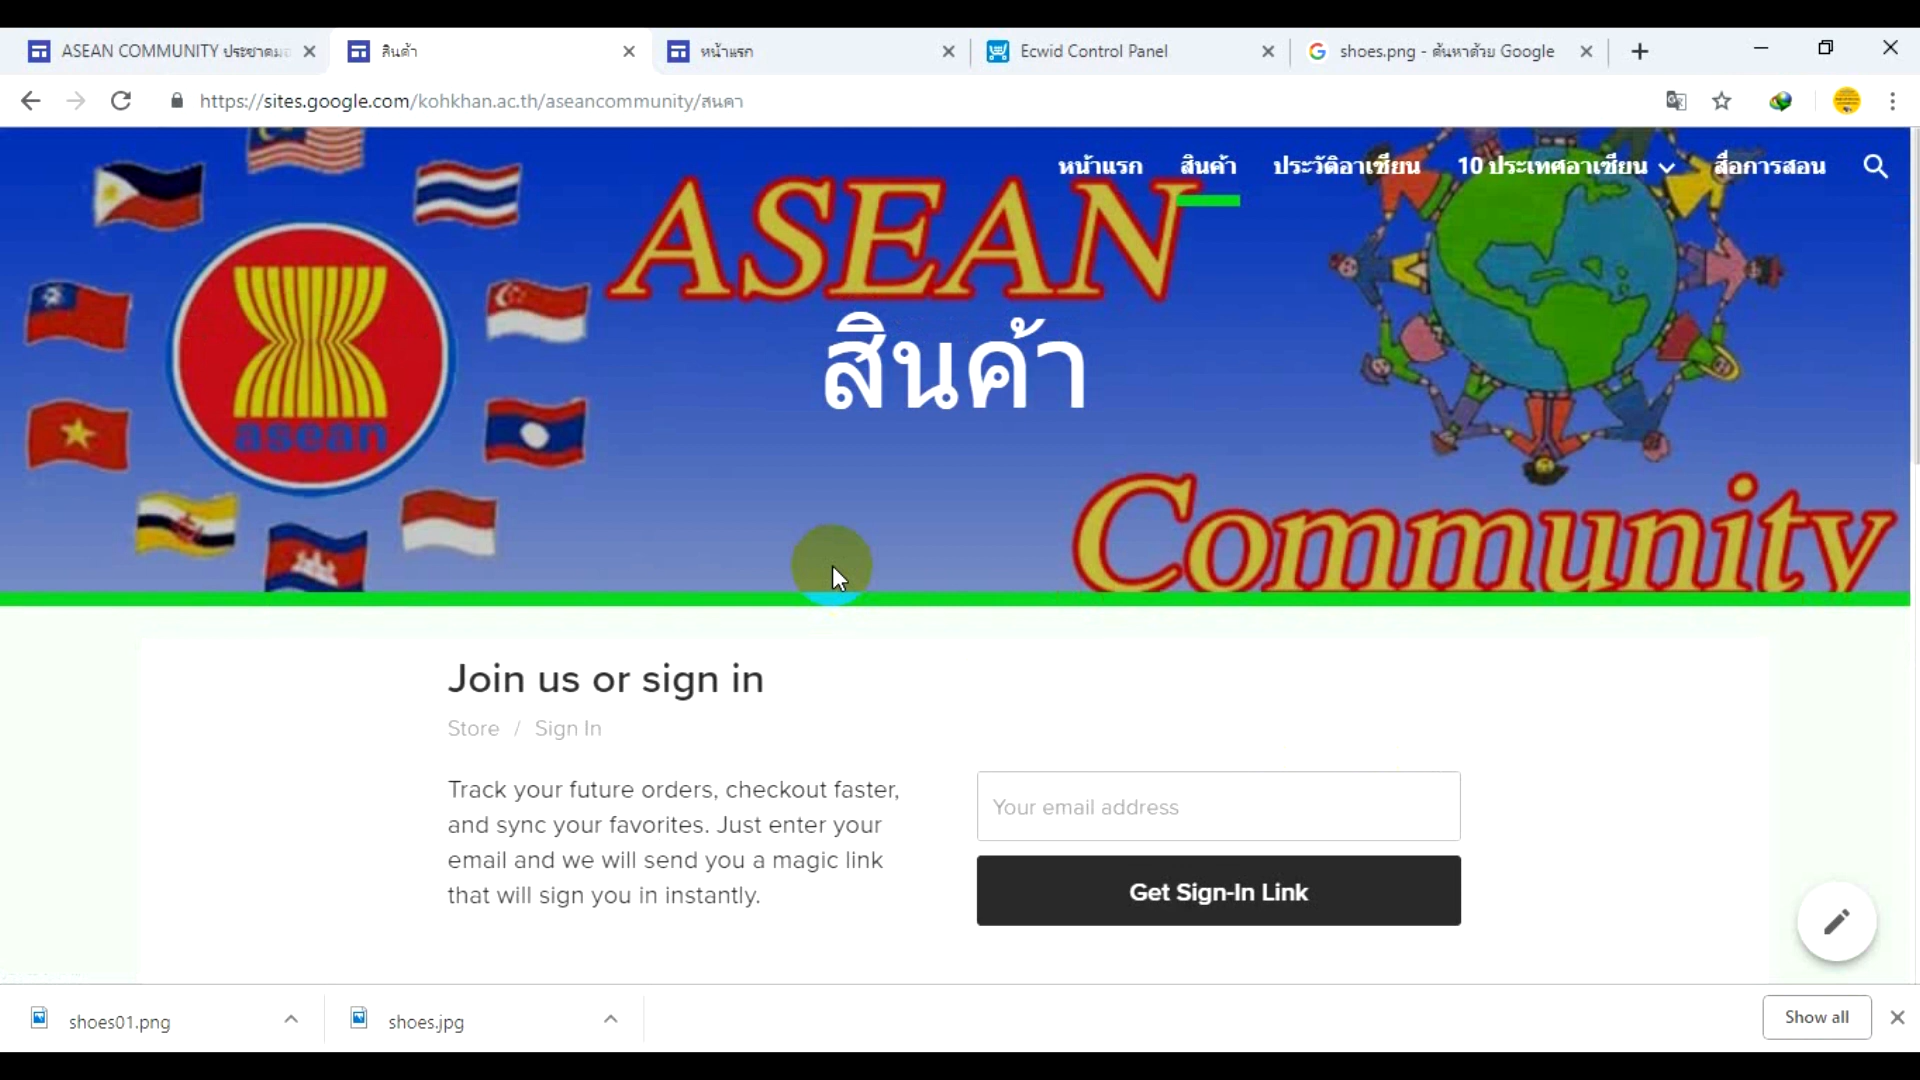 ASEAN COMMUNITY ประชาคมอ
สินค้า
หน้าแรก
Ecwid Control Panel
shoes.png - ค้นหาด้วย Google
https://sites.google.com/kohkhan.ac.th/aseancommunity/สนคา
หน้าแรก
สินค้า
ประวัติอาเซียน
10 ประเทศอาเซียน
สื่อการสอน
ASEAN
สินค้า
asean
Community
Join us or sign in
Store / Sign In
Track your future orders, checkout faster,
and sync your favorites. Just enter your
email and we will send you a magic link
that will sign you in instantly.
Your email address
Get Sign-In Link
shoes01.png
shoes.jpg
Show all